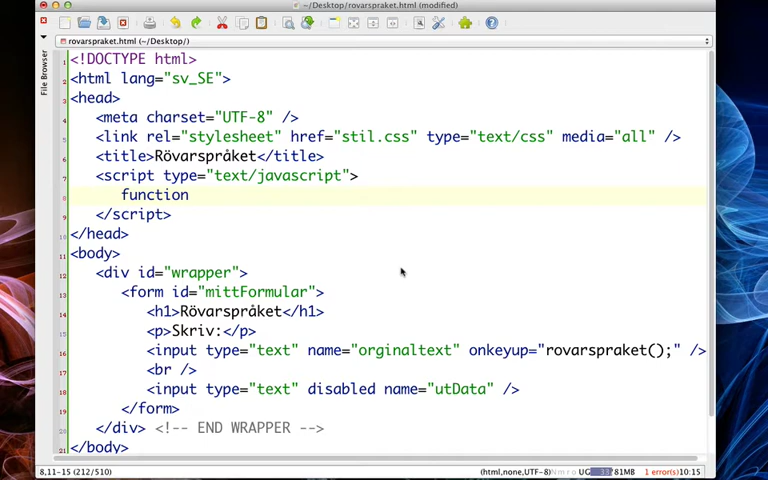 ~/Desktop/rovarspraket.html (modified)
rovarspraket.html (~/Desktop/)
File Browser
1 <!DOCTYPE html>
2 <html lang="sv_SE">
3 <head>
4 <meta charset="UTF-8" />
5 <link rel="stylesheet" href="stil.css" type="text/css" media="all" />
6 <title>Rövarspråket</title>
7 <script type="text/javascript">
8 function
9 </script>
10 </head>
11 <body>
12 <div id="wrapper">
13 <form id="mittFormular">
14 <h1>Rövarspråket</h1>
15 <p>Skriv:</p>
16 <input type="text" name="orginaltext" onkeyup="rovarspraket();" />
17 <br />
18 <input type="text" disabled name="utData" />
19 </form>
20 </div> <!-- END WRAPPER -->
21 </body>
8,11-15 (212/510) (html,none,UTF-8) N m r o UG 33/81MB 1 error(s) 10:15